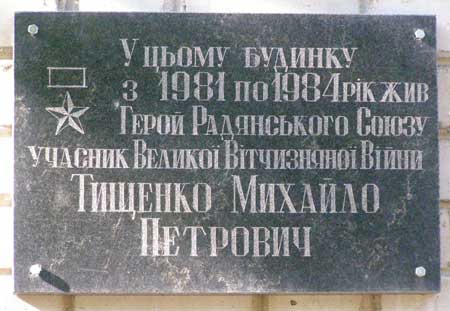 У цьому будинку
з 1981 по 1984 рік жив
Герой Радянського Союзу
учасник Великої Вітчизняної Війни
Тищенко Михайло
Петрович